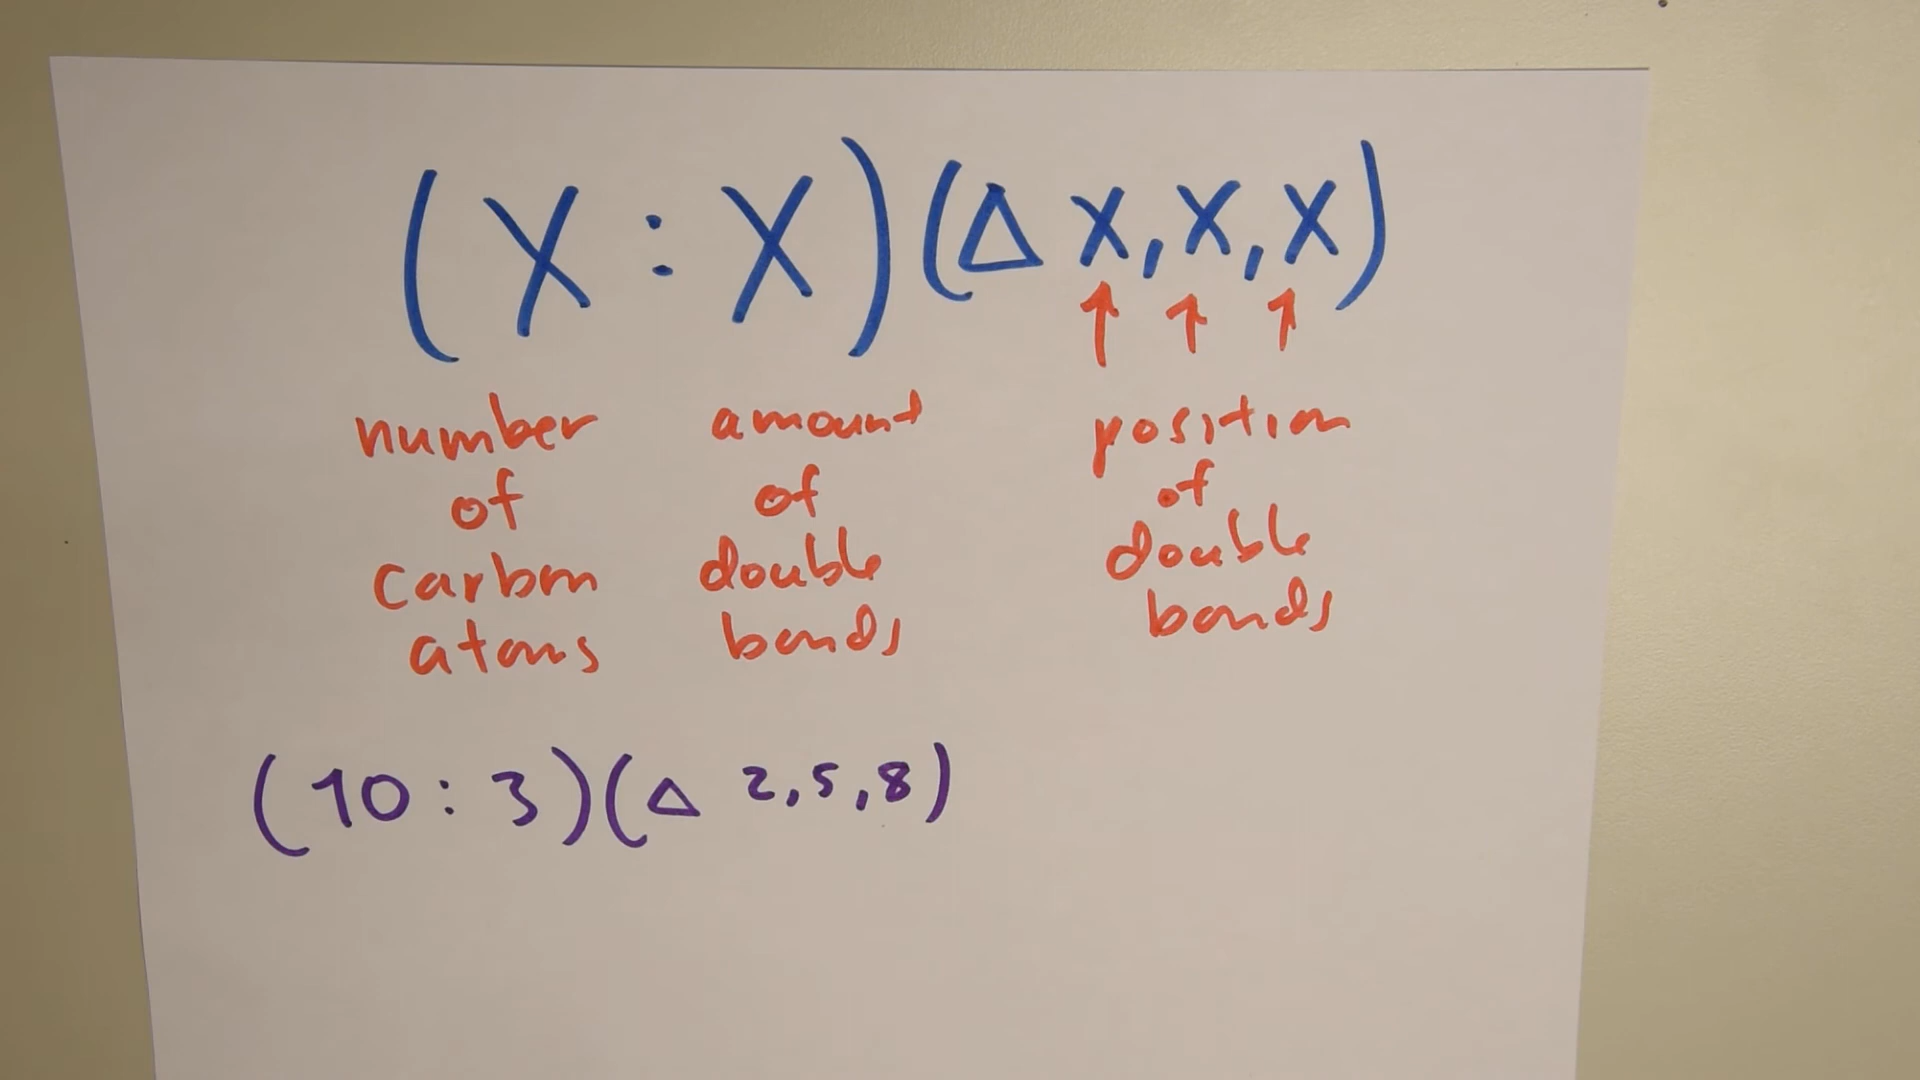 (X : X)(Δ x, x, x)
↑ ↑ ↑
number
of
carbon
atoms
amount
of
double
bonds
position
of
double
bonds
(10 : 3)(Δ 2,5,8)